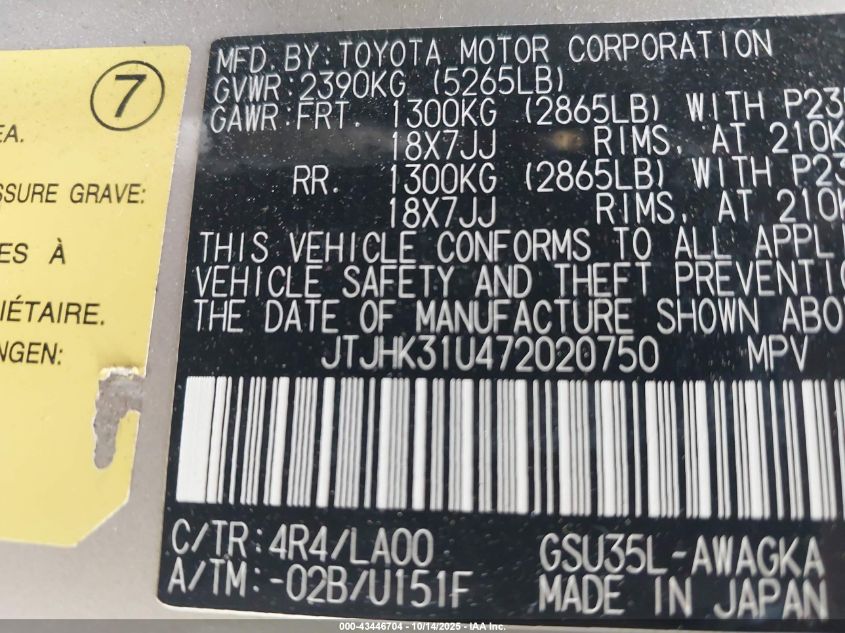 7
EA.
SSURE GRAVE:
ES À
RIÉTAIRE.
NGEN:
MFD. BY: TOYOTA MOTOR CORPORATION
GVWR: 2390KG (5265LB)
GAWR: FRT. 1300KG (2865LB) WITH P23
18X7JJ RIMS, AT 210K
RR. 1300KG (2865LB) WITH P23
18X7JJ RIMS, AT 210K
THIS VEHICLE CONFORMS TO ALL APPLI
VEHICLE SAFETY AND THEFT PREVENTI
THE DATE OF MANUFACTURE SHOWN ABO
JTJHK31U472020750 MPV
C/TR: 4R4/LA00 GSU35L-AWAGKA
A/TM: -02B/U151F MADE IN JAPAN
000-43446704 - 10/14/2025 - IAA Inc.